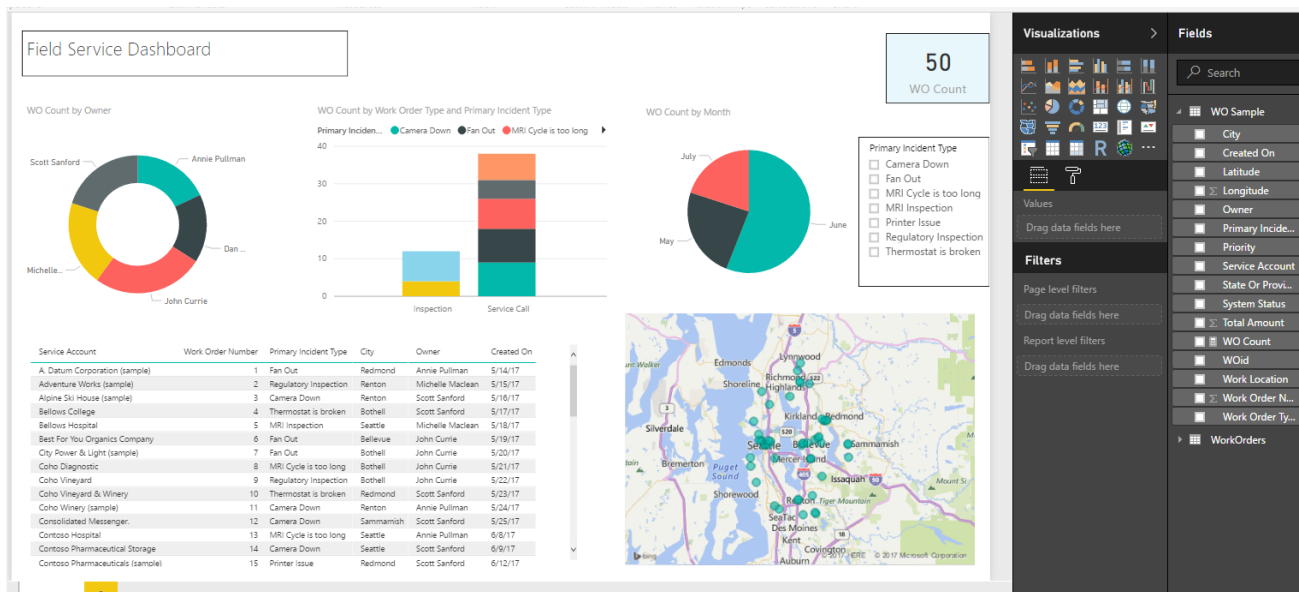 Field Service Dashboard
50
WO Count
WO Count by Owner
Scott Sanford
Annie Pullman
Dan ...
John Currie
Michelle...
WO Count by Work Order Type and Primary Incident Type
Primary Inciden... Camera Down Fan Out MRI Cycle is too long
40
30
20
10
0
Inspection Service Call
WO Count by Month
July
June
May
Primary Incident Type
Camera Down
Fan Out
MRI Cycle is too long
MRI Inspection
Printer Issue
Regulatory Inspection
Thermostat is broken
Service Account Work Order Number Primary Incident Type City Owner Created On
A. Datum Corporation (sample) 1 Fan Out Redmond Annie Pullman 5/14/17
Adventure Works (sample) 2 Regulatory Inspection Renton Michelle Maclean 5/15/17
Alpine Ski House (sample) 3 Camera Down Renton Scott Sanford 5/16/17
Bellows College 4 Thermostat is broken Bothell Scott Sanford 5/17/17
Bellows Hospital 5 MRI Inspection Seattle Michelle Maclean 5/18/17
Best For You Organics Company 6 Fan Out Bellevue John Currie 5/19/17
City Power & Light (sample) 7 Fan Out Bothell John Currie 5/20/17
Coho Diagnostic 8 MRI Cycle is too long Bothell John Currie 5/21/17
Coho Vineyard 9 Regulatory Inspection Bothell John Currie 5/22/17
Coho Vineyard & Winery 10 Thermostat is broken Redmond Scott Sanford 5/23/17
Coho Winery (sample) 11 Camera Down Renton Annie Pullman 5/24/17
Consolidated Messenger. 12 Camera Down Sammamish Scott Sanford 5/25/17
Contoso Hospital 13 MRI Cycle is too long Seattle Annie Pullman 6/8/17
Contoso Pharmaceutical Storage 14 Camera Down Seattle Scott Sanford 6/9/17
Contoso Pharmaceuticals (sample) 15 Printer Issue Redmond Scott Sanford 6/12/17
5
Edmonds
Lynnwood
Richmond Highlands
522
Shoreline
3
Kirkland Redmond
Silverdale
520
Seattle Bellevue Sammamish
Bremerton
Puget Sound
Mercer Island
405
Issaquah 90
Mount Si
Shorewood
Renton Tiger Mountain
SeaTac
Des Moines
18
Kent
Covington
Auburn
bing
© 2017 HERE © 2017 Microsoft Corporation
Visualizations
Values
Drag data fields here
Filters
Page level filters
Drag data fields here
Report level filters
Drag data fields here
Fields
Search
WO Sample
City
Created On
Latitude
Longitude
Owner
Primary Incide...
Priority
Service Account
State Or Provi...
System Status
Total Amount
WO Count
WOid
Work Location
Work Order N...
Work Order Ty...
WorkOrders